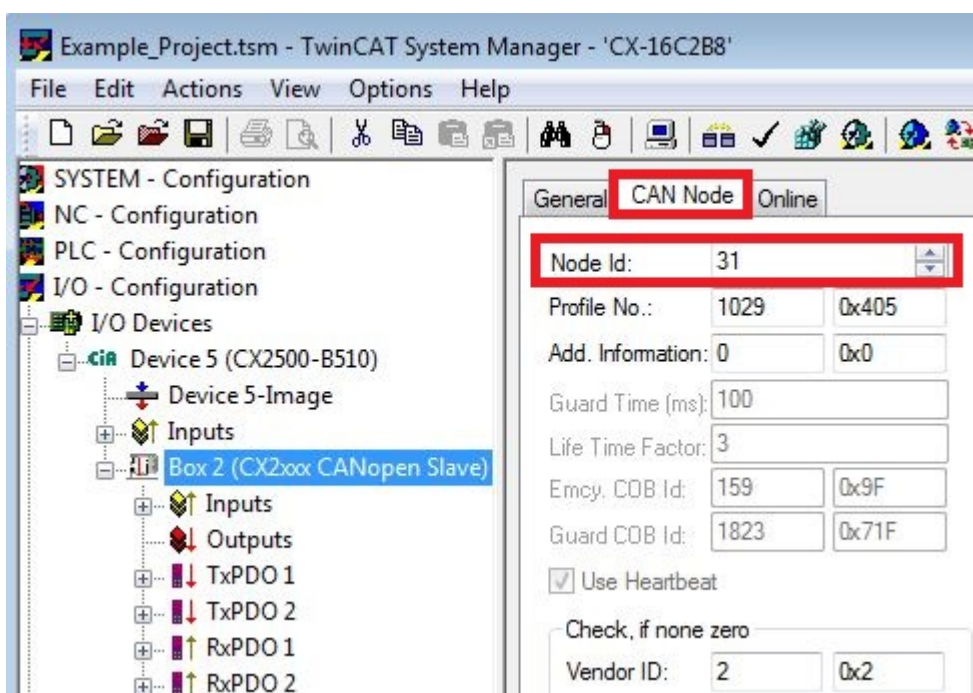 Example_Project.tsm - TwinCAT System Manager - 'CX-16C2B8'
File Edit Actions View Options Help
SYSTEM - Configuration
NC - Configuration
PLC - Configuration
I/O - Configuration
I/O Devices
CiA Device 5 (CX2500-B510)
Device 5-Image
Inputs
Box 2 (CX2xxx CANopen Slave)
Inputs
Outputs
TxPDO 1
TxPDO 2
RxPDO 1
RxPDO 2
General CAN Node Online
Node Id: 31
Profile No.: 1029 0x405
Add. Information: 0 0x0
Guard Time (ms): 100
Life Time Factor: 3
Emcy. COB Id: 159 0x9F
Guard COB Id: 1823 0x71F
Use Heartbeat
Check, if none zero
Vendor ID: 2 0x2